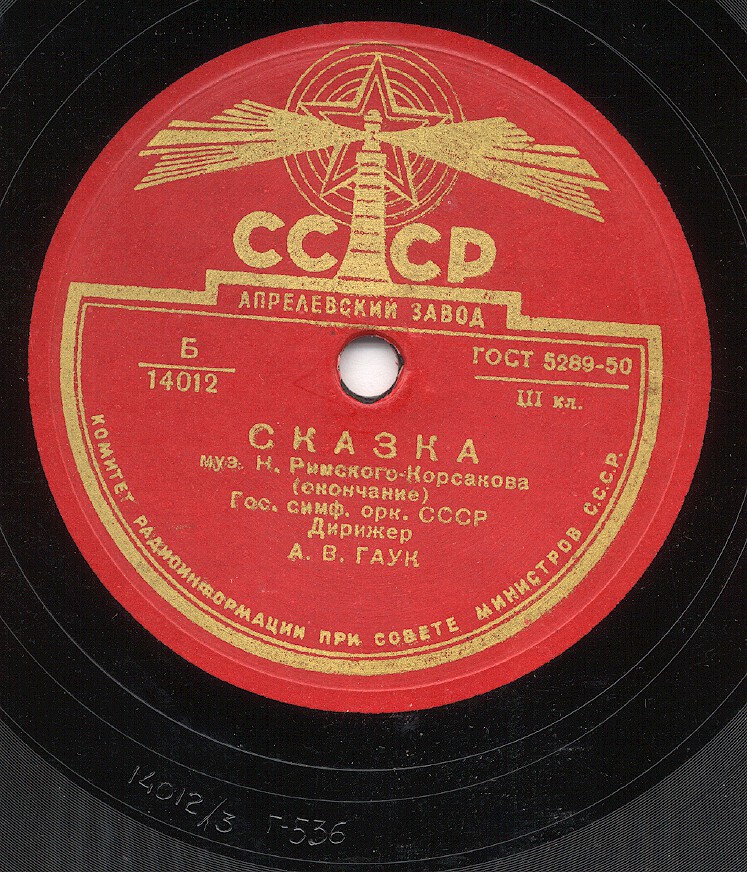 СССР
АПРЕЛЕВСКИЙ ЗАВОД
Б
14012
ГОСТ 5289-50
III кл.
СКАЗКА
муз. Н. Римского-Корсакова
(окончание)
Гос. симф. орк. СССР
Дирижер
А. В. ГАУК
КОМИТЕТ РАДИОИНФОРМАЦИИ ПРИ СОВЕТЕ МИНИСТРОВ С.С.С.Р.
14012/3 Г-536